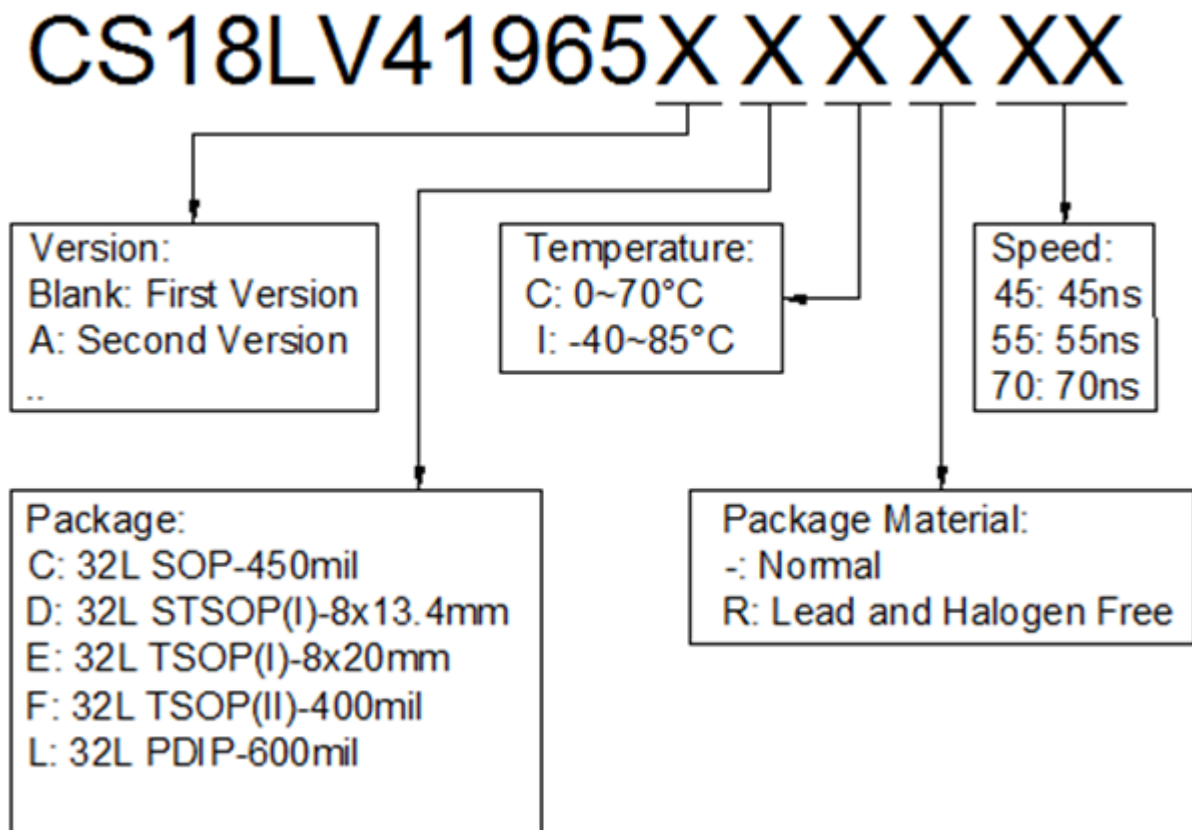 CS18LV41965X X X X XX
Version:
Blank: First Version
A: Second Version
..
Temperature:
C: 0~70°C
I: -40~85°C
Speed:
45: 45ns
55: 55ns
70: 70ns
Package:
C: 32L SOP-450mil
D: 32L STSOP(I)-8x13.4mm
E: 32L TSOP(I)-8x20mm
F: 32L TSOP(II)-400mil
L: 32L PDIP-600mil
Package Material:
-: Normal
R: Lead and Halogen Free